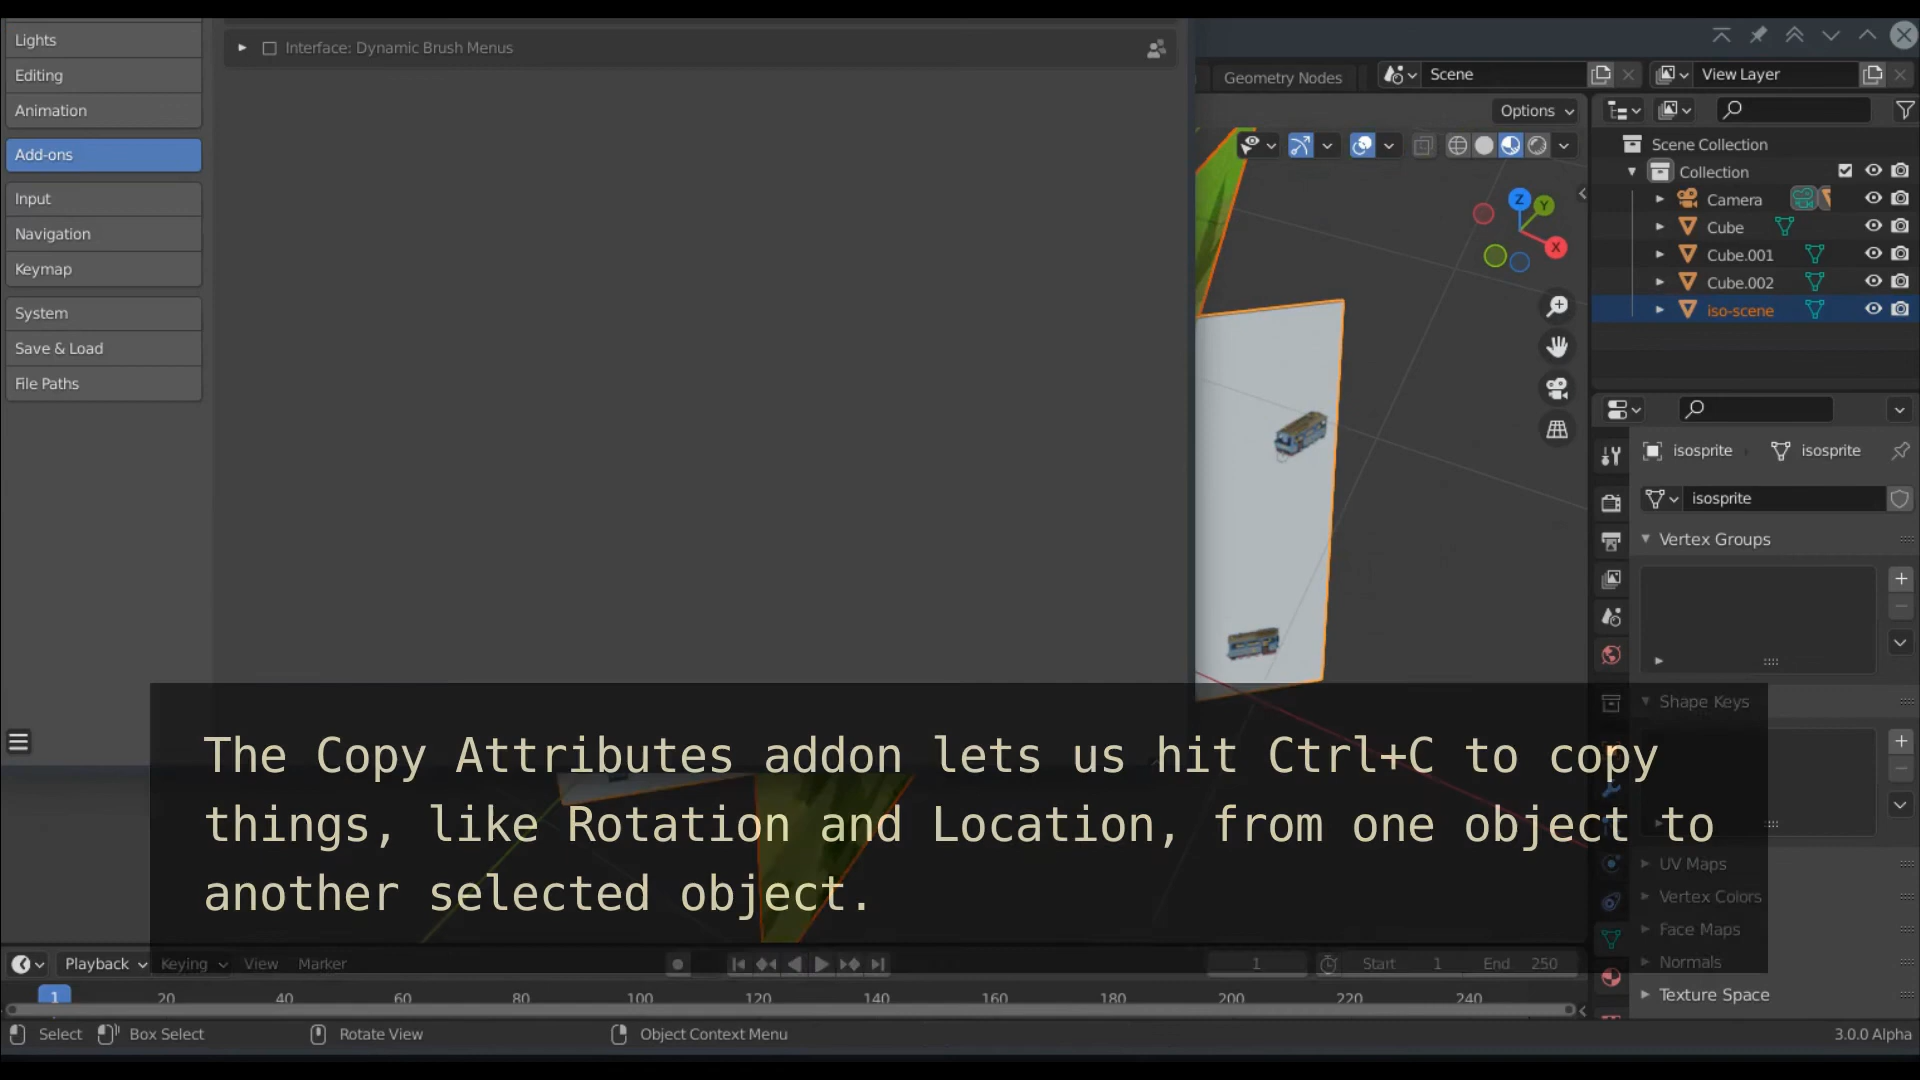 Lights
Interface: Dynamic Brush Menus
Editing
Animation
Add-ons
Input
Navigation
Keymap
System
Save & Load
File Paths
Geometry Nodes
Scene
View Layer
Options
Z
Y
X
Scene Collection
Collection
Camera
Cube
Cube.001
Cube.002
iso-scene
isosprite
isosprite
isosprite
Vertex Groups
Shape Keys
UV Maps
Vertex Colors
Face Maps
Normals
Texture Space
The Copy Attributes addon lets us hit Ctrl+C to copy
things, like Rotation and Location, from one object to
another selected object.
Playback
Keying
View
Marker
1
Start 1
End 250
1 20 40 60 80 100 120 140 160 180 200 220 240
Select
Box Select
Rotate View
Object Context Menu
3.0.0 Alpha